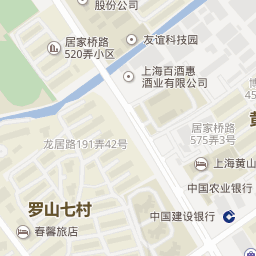 股份公司
友谊科技园
居家桥路
520弄小区
上海百酒惠
酒业有限公司
博
45
居家桥路
575弄3号
黄
龙居路191弄42号
上海黄山
中国农业银行
罗山七村
中国建设银行
春馨旅店